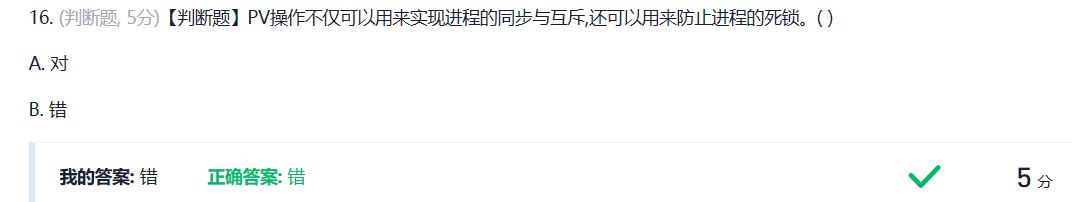 16. (判断题, 5分)【判断题】PV操作不仅可以用来实现进程的同步与互斥,还可以用来防止进程的死锁。( )
A. 对
B. 错
我的答案: 错 正确答案: 错 5 分